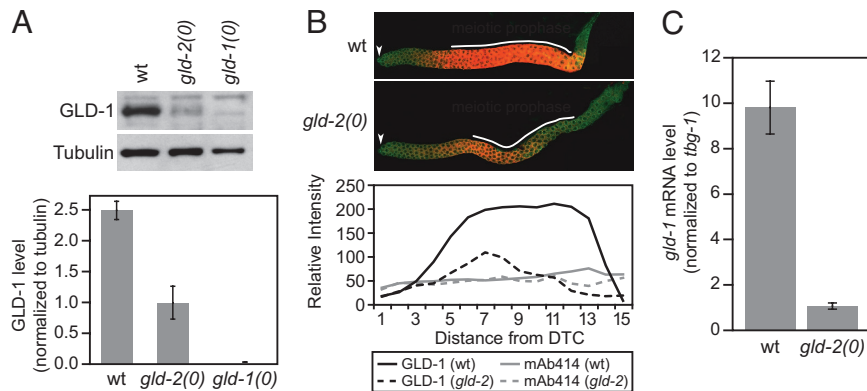 A
wt
gld-2(0)
gld-1(0)
GLD-1
Tubulin
GLD-1 level
(normalized to tubulin)
2.5
2.0
1.5
1.0
0.5
0.0
wt
gld-2(0)
gld-1(0)
B
wt
meiotic prophase
gld-2(0)
meiotic prophase
Relative Intensity
250
200
150
100
50
0
1 3 5 7 9 11 13 15
Distance from DTC
GLD-1 (wt)
mAb414 (wt)
GLD-1 (gld-2)
mAb414 (gld-2)
C
gld-1 mRNA level
(normalized to tbg-1)
12
10
8
6
4
2
0
wt
gld-2(0)